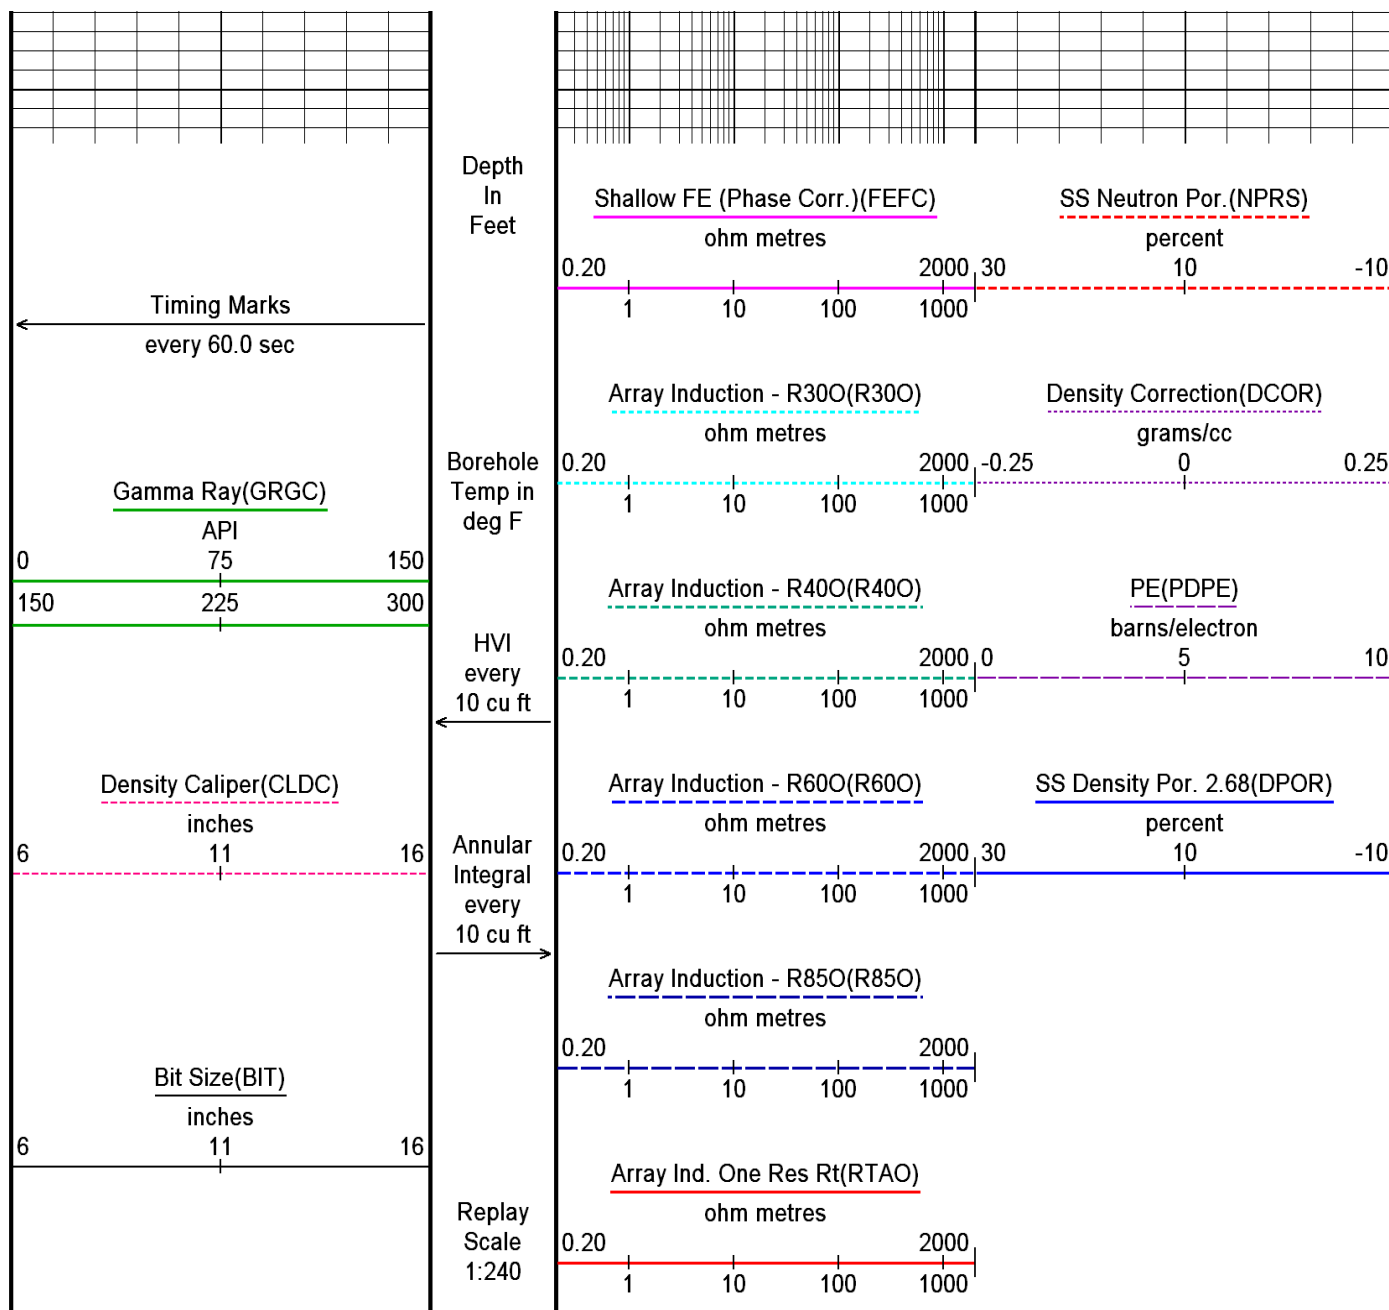 Timing Marks
every 60.0 sec
Gamma Ray(GRGC)
API
0 75 150
150 225 300
Density Caliper(CLDC)
inches
6 11 16
Bit Size(BIT)
inches
6 11 16
Depth
In
Feet
Borehole
Temp in
deg F
HVI
every
10 cu ft
Annular
Integral
every
10 cu ft
Replay
Scale
1:240
Shallow FE (Phase Corr.)(FEFC)
ohm metres
0.20 2000
1 10 100 1000
Array Induction - R30O(R30O)
ohm metres
0.20 2000
1 10 100 1000
Array Induction - R40O(R40O)
ohm metres
0.20 2000
1 10 100 1000
Array Induction - R60O(R60O)
ohm metres
0.20 2000
1 10 100 1000
Array Induction - R85O(R85O)
ohm metres
0.20 2000
1 10 100 1000
Array Ind. One Res Rt(RTAO)
ohm metres
0.20 2000
1 10 100 1000
SS Neutron Por.(NPRS)
percent
30 10 -10
Density Correction(DCOR)
grams/cc
-0.25 0 0.25
PE(PDPE)
barns/electron
0 5 10
SS Density Por. 2.68(DPOR)
percent
30 10 -10